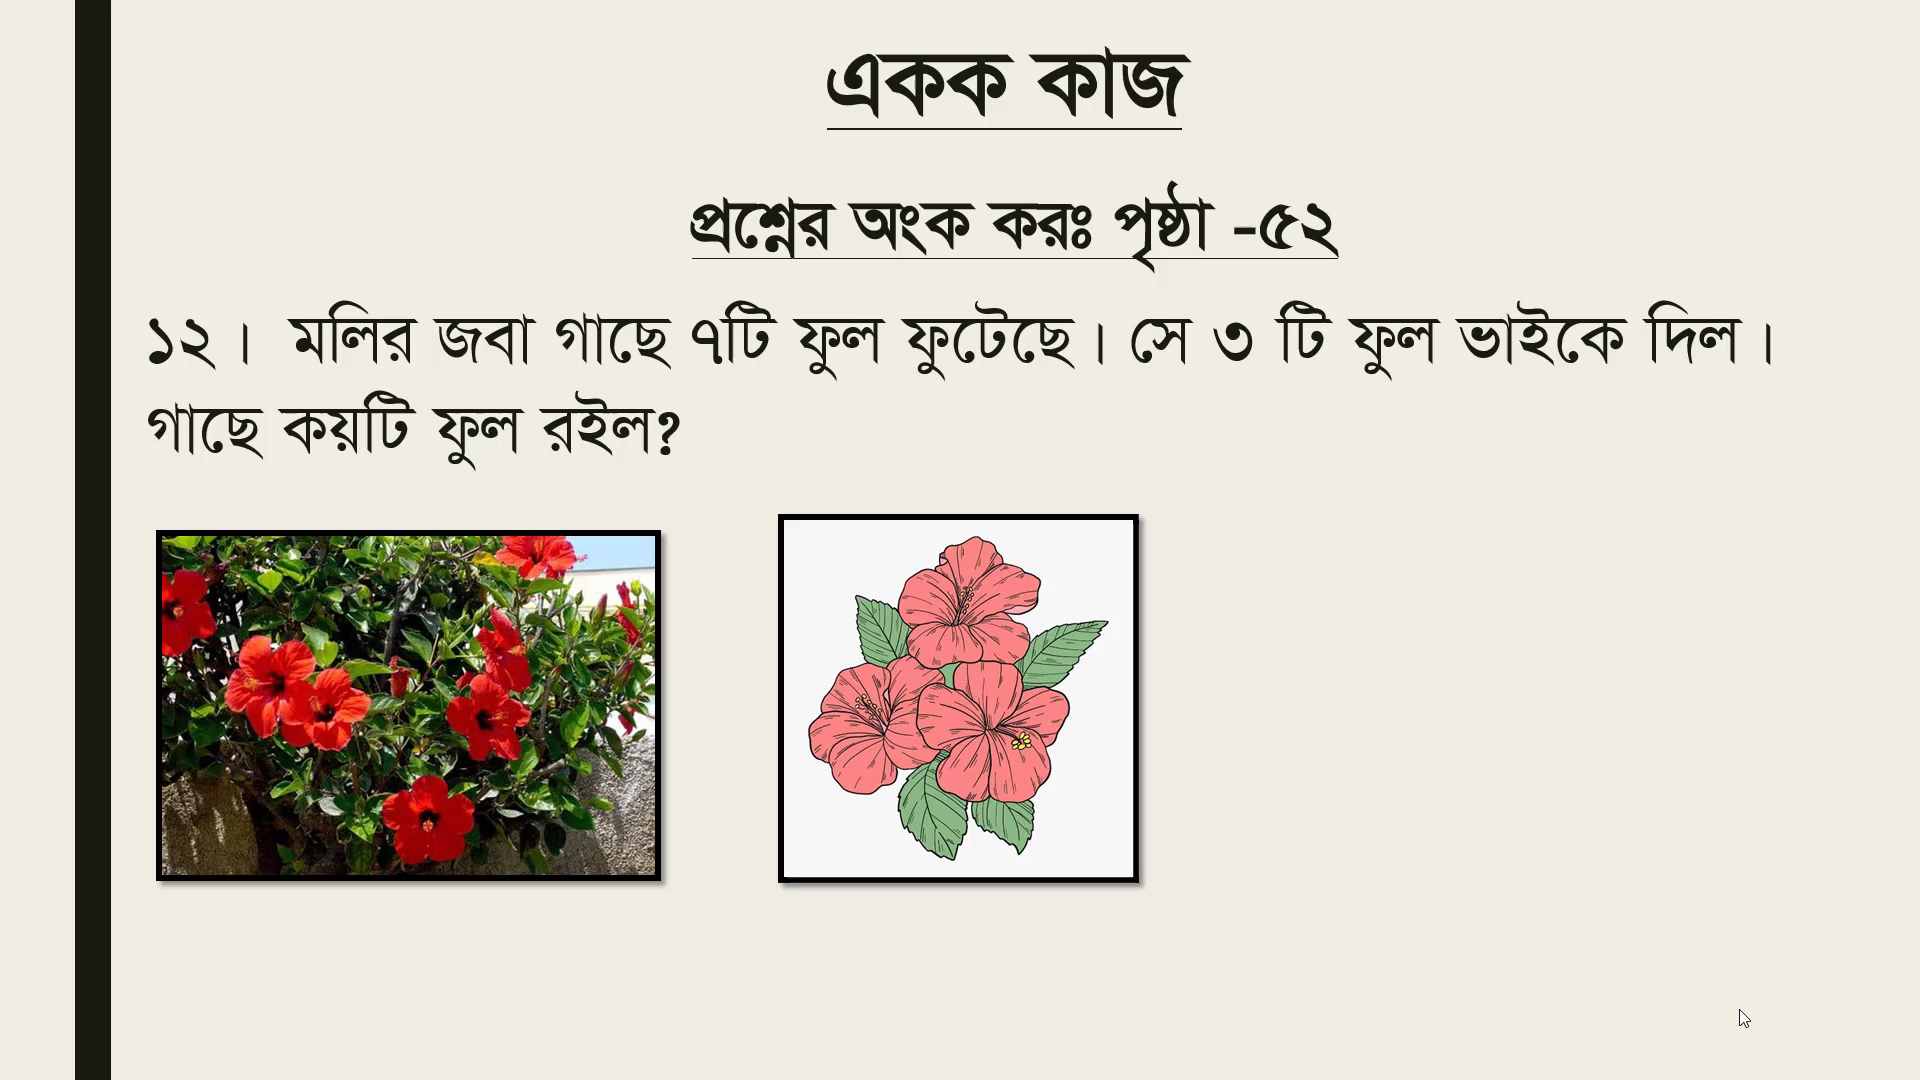 একক কাজ
প্রশ্নের অংক করঃ পৃষ্ঠা -৫২
১২। মলির জবা গাছে ৭টি ফুল ফুটেছে। সে ৩ টি ফুল ভাইকে দিল।
গাছে কয়টি ফুল রইল?